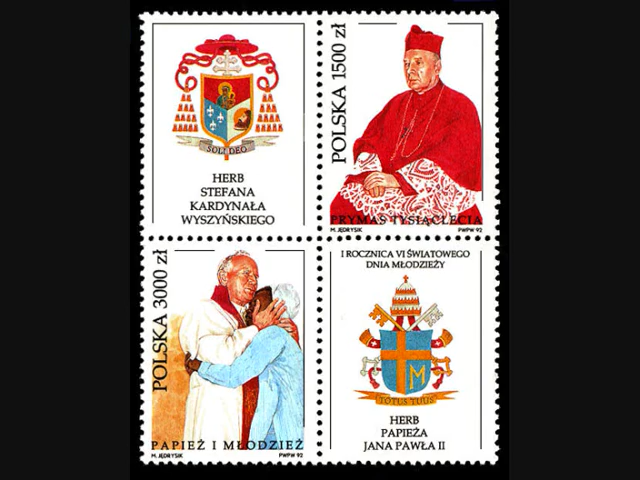 SOLI DEO
HERB
STEFANA
KARDYNAŁA
WYSZYŃSKIEGO
POLSKA 1500 zł
PRYMAS TYSIĄCLECIA
M. JĘDRYSIK
PWPW 92
POLSKA 3000 zł
PAPIEŻ I MŁODZIEŻ
M. JĘDRYSIK
PWPW 92
I ROCZNICA VI ŚWIATOWEGO
DNIA MŁODZIEŻY
M
TOTUS TUUS
HERB
PAPIEŻA
JANA PAWŁA II